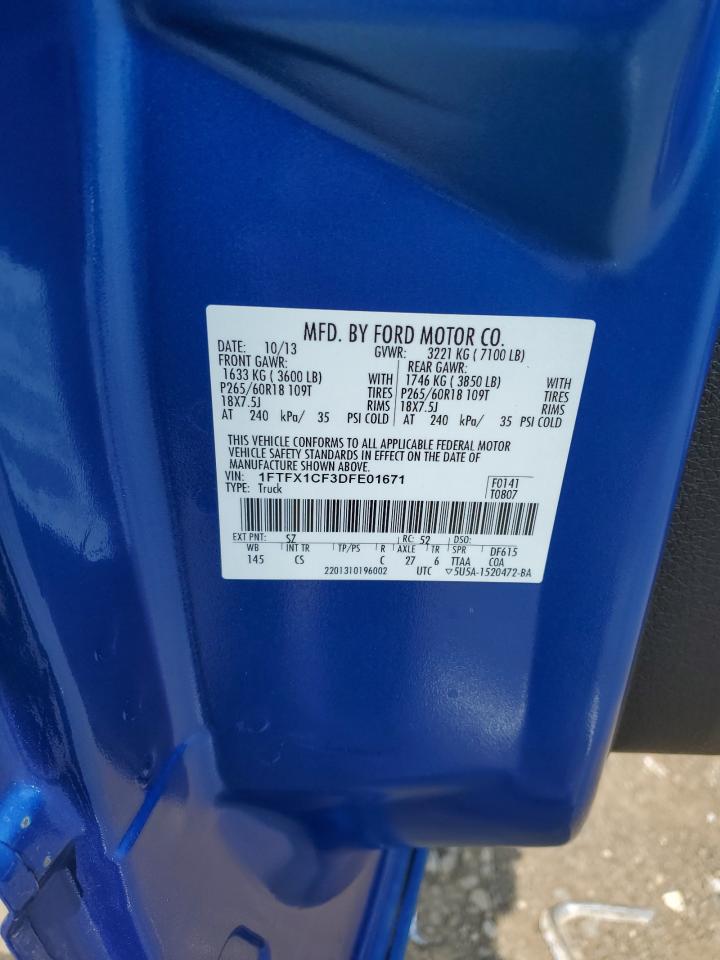 MFD. BY FORD MOTOR CO.
DATE: 10/13 GVWR: 3221 KG ( 7100 LB)
FRONT GAWR: REAR GAWR:
1633 KG ( 3600 LB) WITH 1746 KG ( 3850 LB) WITH
P265/60R18 109T TIRES P265/60R18 109T TIRES
18X7.5J RIMS 18X7.5J RIMS
AT 240 kPa/ 35 PSI COLD AT 240 kPa/ 35 PSI COLD
THIS VEHICLE CONFORMS TO ALL APPLICABLE FEDERAL MOTOR
VEHICLE SAFETY STANDARDS IN EFFECT ON THE DATE OF
MANUFACTURE SHOWN ABOVE.
VIN: 1FTFX1CF3DFE01671 F0141
TYPE: Truck T0807
EXT PNT: SZ RC: 52 DSO:
WB INT TR TP/PS R AXLE TR SPR DF615
145 CS C 27 6 TTAA COA
2201310196002 UTC ▽5U5A-1520472-BA